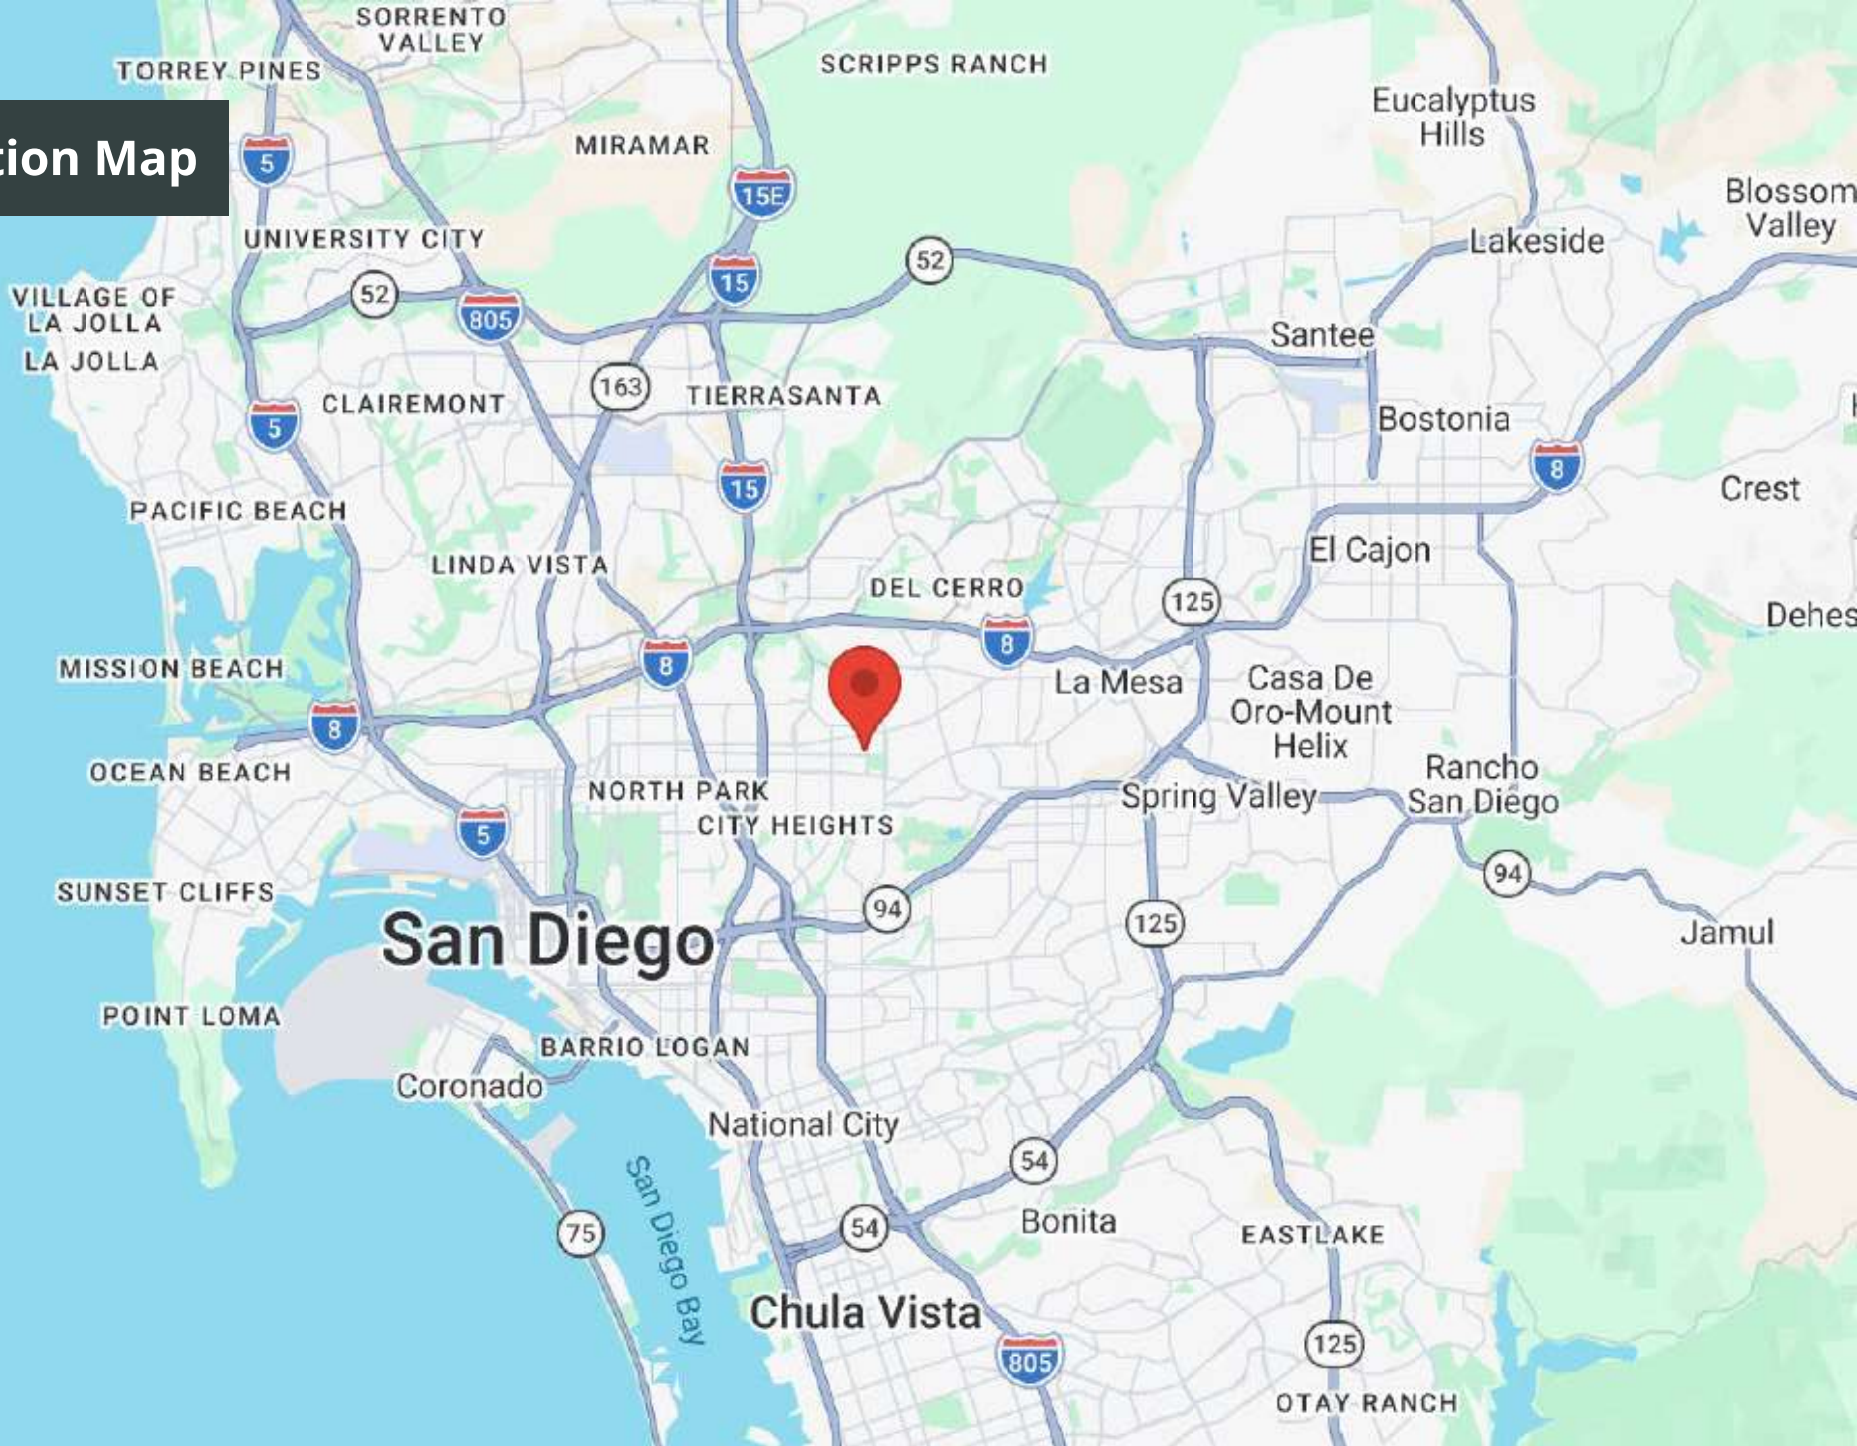 SORRENTO
VALLEY
TORREY PINES
SCRIPPS RANCH
Eucalyptus
Hills
tion Map
5
MIRAMAR
15E
Blossom
Valley
UNIVERSITY CITY
Lakeside
52
15
52
VILLAGE OF
LA JOLLA
805
LA JOLLA
Santee
163
TIERRASANTA
CLAIREMONT
5
Bostonia
8
15
Crest
PACIFIC BEACH
El Cajon
LINDA VISTA
DEL CERRO
125
Dehes
8
8
MISSION BEACH
La Mesa
Casa De
Oro-Mount
Helix
8
OCEAN BEACH
NORTH PARK
Spring Valley
Rancho
San Diego
CITY HEIGHTS
5
94
SUNSET CLIFFS
94
125
San Diego
Jamul
POINT LOMA
BARRIO LOGAN
Coronado
National City
54
San Diego Bay
75
54
Bonita
EASTLAKE
Chula Vista
125
805
OTAY RANCH